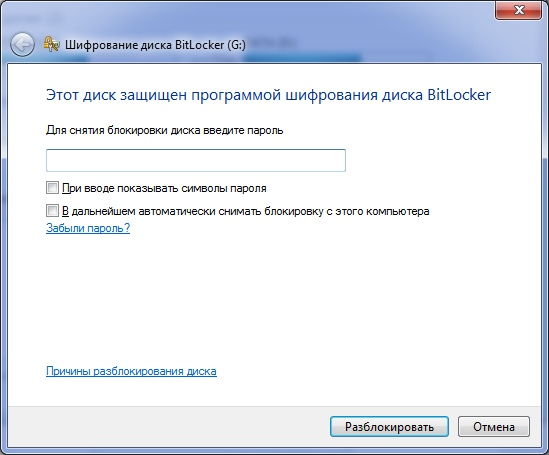 Шифрование диска BitLocker (G:)
Этот диск защищен программой шифрования диска BitLocker
Для снятия блокировки диска введите пароль
При вводе показывать символы пароля
В дальнейшем автоматически снимать блокировку с этого компьютера
Забыли пароль?
Причины разблокирования диска
Разблокировать
Отмена